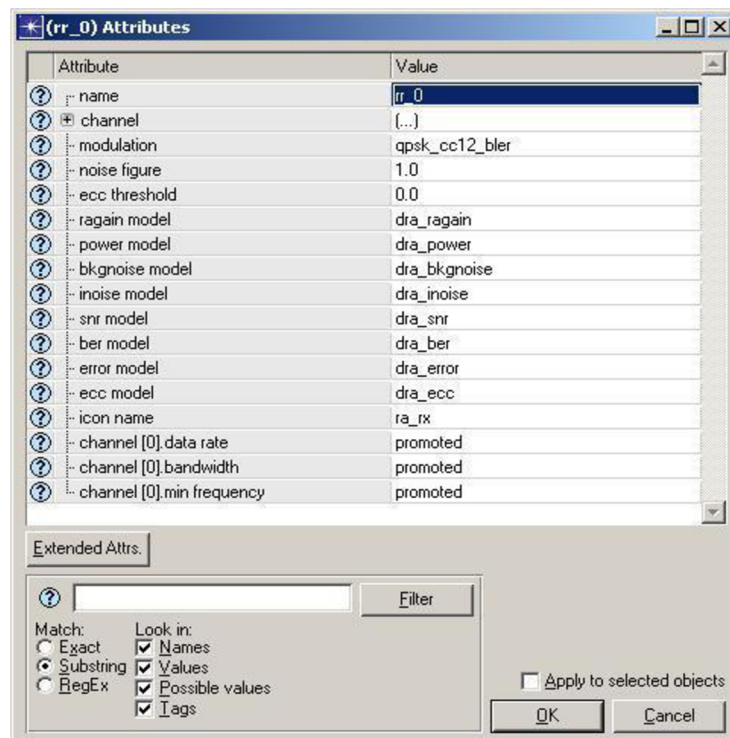 (rr_0) Attributes
Attribute Value
name rr_0
channel (...)
modulation qpsk_cc12_bler
noise figure 1.0
ecc threshold 0.0
ragain model dra_ragain
power model dra_power
bkgnoise model dra_bkgnoise
inoise model dra_inoise
snr model dra_snr
ber model dra_ber
error model dra_error
ecc model dra_ecc
icon name ra_rx
channel [0].data rate promoted
channel [0].bandwidth promoted
channel [0].min frequency promoted
Extended Attrs.
Filter
Match: Look in:
Exact Names
Substring Values
RegEx Possible values
Tags
Apply to selected objects
OK Cancel